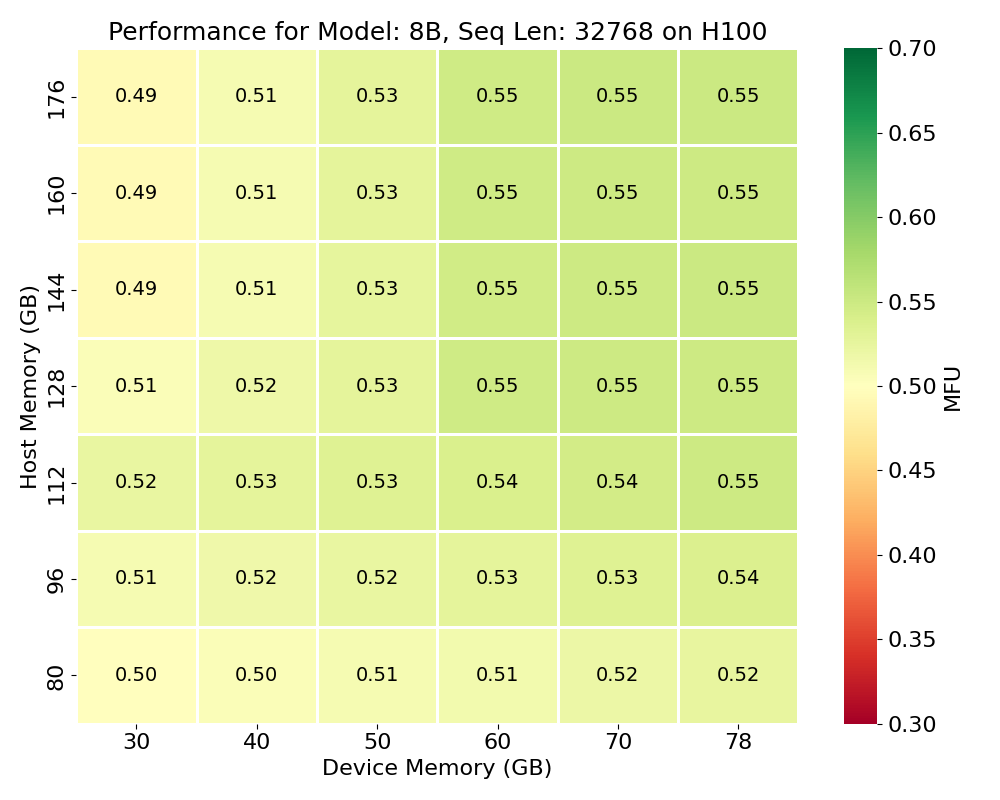 Performance for Model: 8B, Seq Len: 32768 on H100
Host Memory (GB)
176 0.49 0.51 0.53 0.55 0.55 0.55
160 0.49 0.51 0.53 0.55 0.55 0.55
144 0.49 0.51 0.53 0.55 0.55 0.55
128 0.51 0.52 0.53 0.55 0.55 0.55
112 0.52 0.53 0.53 0.54 0.54 0.55
96 0.51 0.52 0.52 0.53 0.53 0.54
80 0.50 0.50 0.51 0.51 0.52 0.52
30 40 50 60 70 78
Device Memory (GB)
0.70
0.65
0.60
0.55
0.50
0.45
0.40
0.35
0.30
MFU